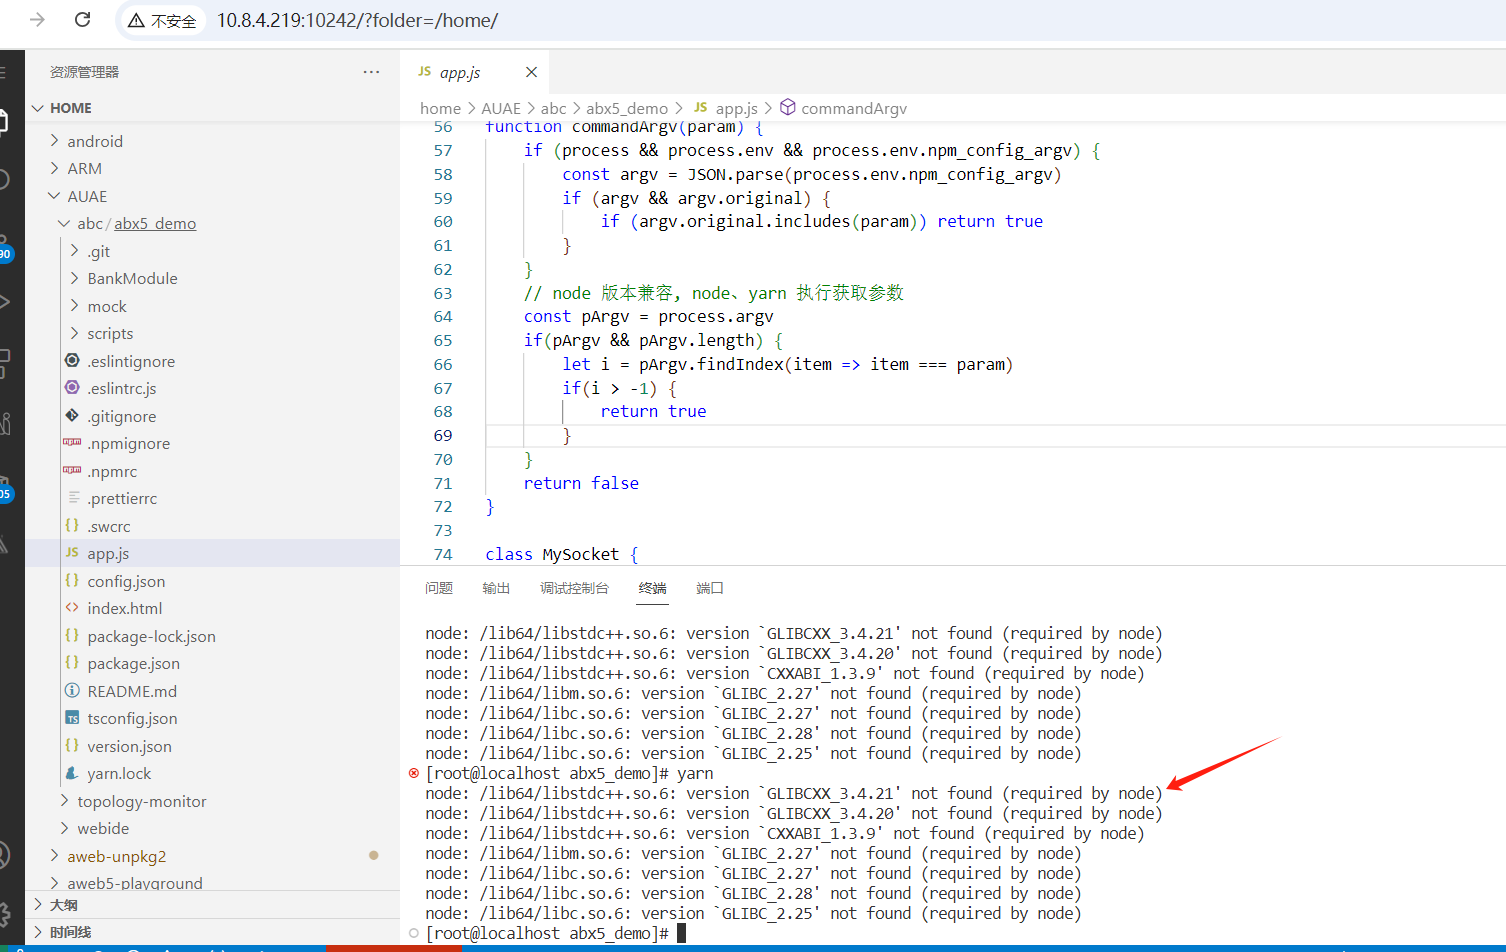 不安全 10.8.4.219:10242/?folder=/home/
资源管理器 ···
HOME
android
ARM
AUAE
abc / abx5_demo
.git
BankModule
mock
scripts
.eslintignore
.eslintrc.js
.gitignore
.npmignore
.npmrc
.prettierrc
.swcrc
JS app.js
config.json
index.html
package-lock.json
package.json
README.md
TS tsconfig.json
version.json
yarn.lock
topology-monitor
webide
aweb-unpkg2
aweb5-playground
大纲
时间线
90
05
JS app.js
home > AUAE > abc > abx5_demo > JS app.js > commandArgv
56 function commandArgv(param) {
57 if (process && process.env && process.env.npm_config_argv) {
58 const argv = JSON.parse(process.env.npm_config_argv)
59 if (argv && argv.original) {
60 if (argv.original.includes(param)) return true
61 }
62 }
63 // node 版本兼容, node、yarn 执行获取参数
64 const pArgv = process.argv
65 if(pArgv && pArgv.length) {
66 let i = pArgv.findIndex(item => item === param)
67 if(i > -1) {
68 return true
69 }
70 }
71 return false
72 }
73
74 class MySocket {
问题 输出 调试控制台 终端 端口
node: /lib64/libstdc++.so.6: version `GLIBCXX_3.4.21' not found (required by node)
node: /lib64/libstdc++.so.6: version `GLIBCXX_3.4.20' not found (required by node)
node: /lib64/libstdc++.so.6: version `CXXABI_1.3.9' not found (required by node)
node: /lib64/libm.so.6: version `GLIBC_2.27' not found (required by node)
node: /lib64/libc.so.6: version `GLIBC_2.27' not found (required by node)
node: /lib64/libc.so.6: version `GLIBC_2.28' not found (required by node)
node: /lib64/libc.so.6: version `GLIBC_2.25' not found (required by node)
[root@localhost abx5_demo]# yarn
node: /lib64/libstdc++.so.6: version `GLIBCXX_3.4.21' not found (required by node)
node: /lib64/libstdc++.so.6: version `GLIBCXX_3.4.20' not found (required by node)
node: /lib64/libstdc++.so.6: version `CXXABI_1.3.9' not found (required by node)
node: /lib64/libm.so.6: version `GLIBC_2.27' not found (required by node)
node: /lib64/libc.so.6: version `GLIBC_2.27' not found (required by node)
node: /lib64/libc.so.6: version `GLIBC_2.28' not found (required by node)
node: /lib64/libc.so.6: version `GLIBC_2.25' not found (required by node)
[root@localhost abx5_demo]#